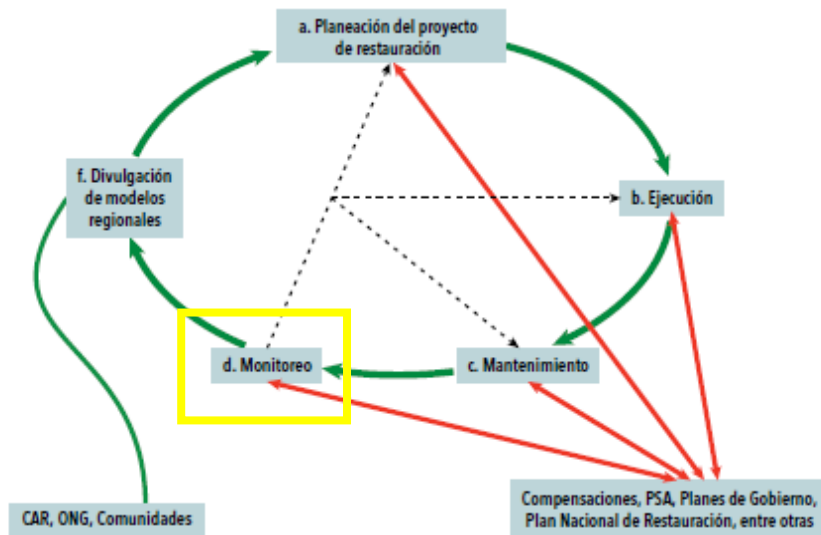 a. Planeación del proyecto
de restauración
f. Divulgación
de modelos
regionales
b. Ejecución
d. Monitoreo
c. Mantenimiento
CAR, ONG, Comunidades
Compensaciones, PSA, Planes de Gobierno,
Plan Nacional de Restauración, entre otras